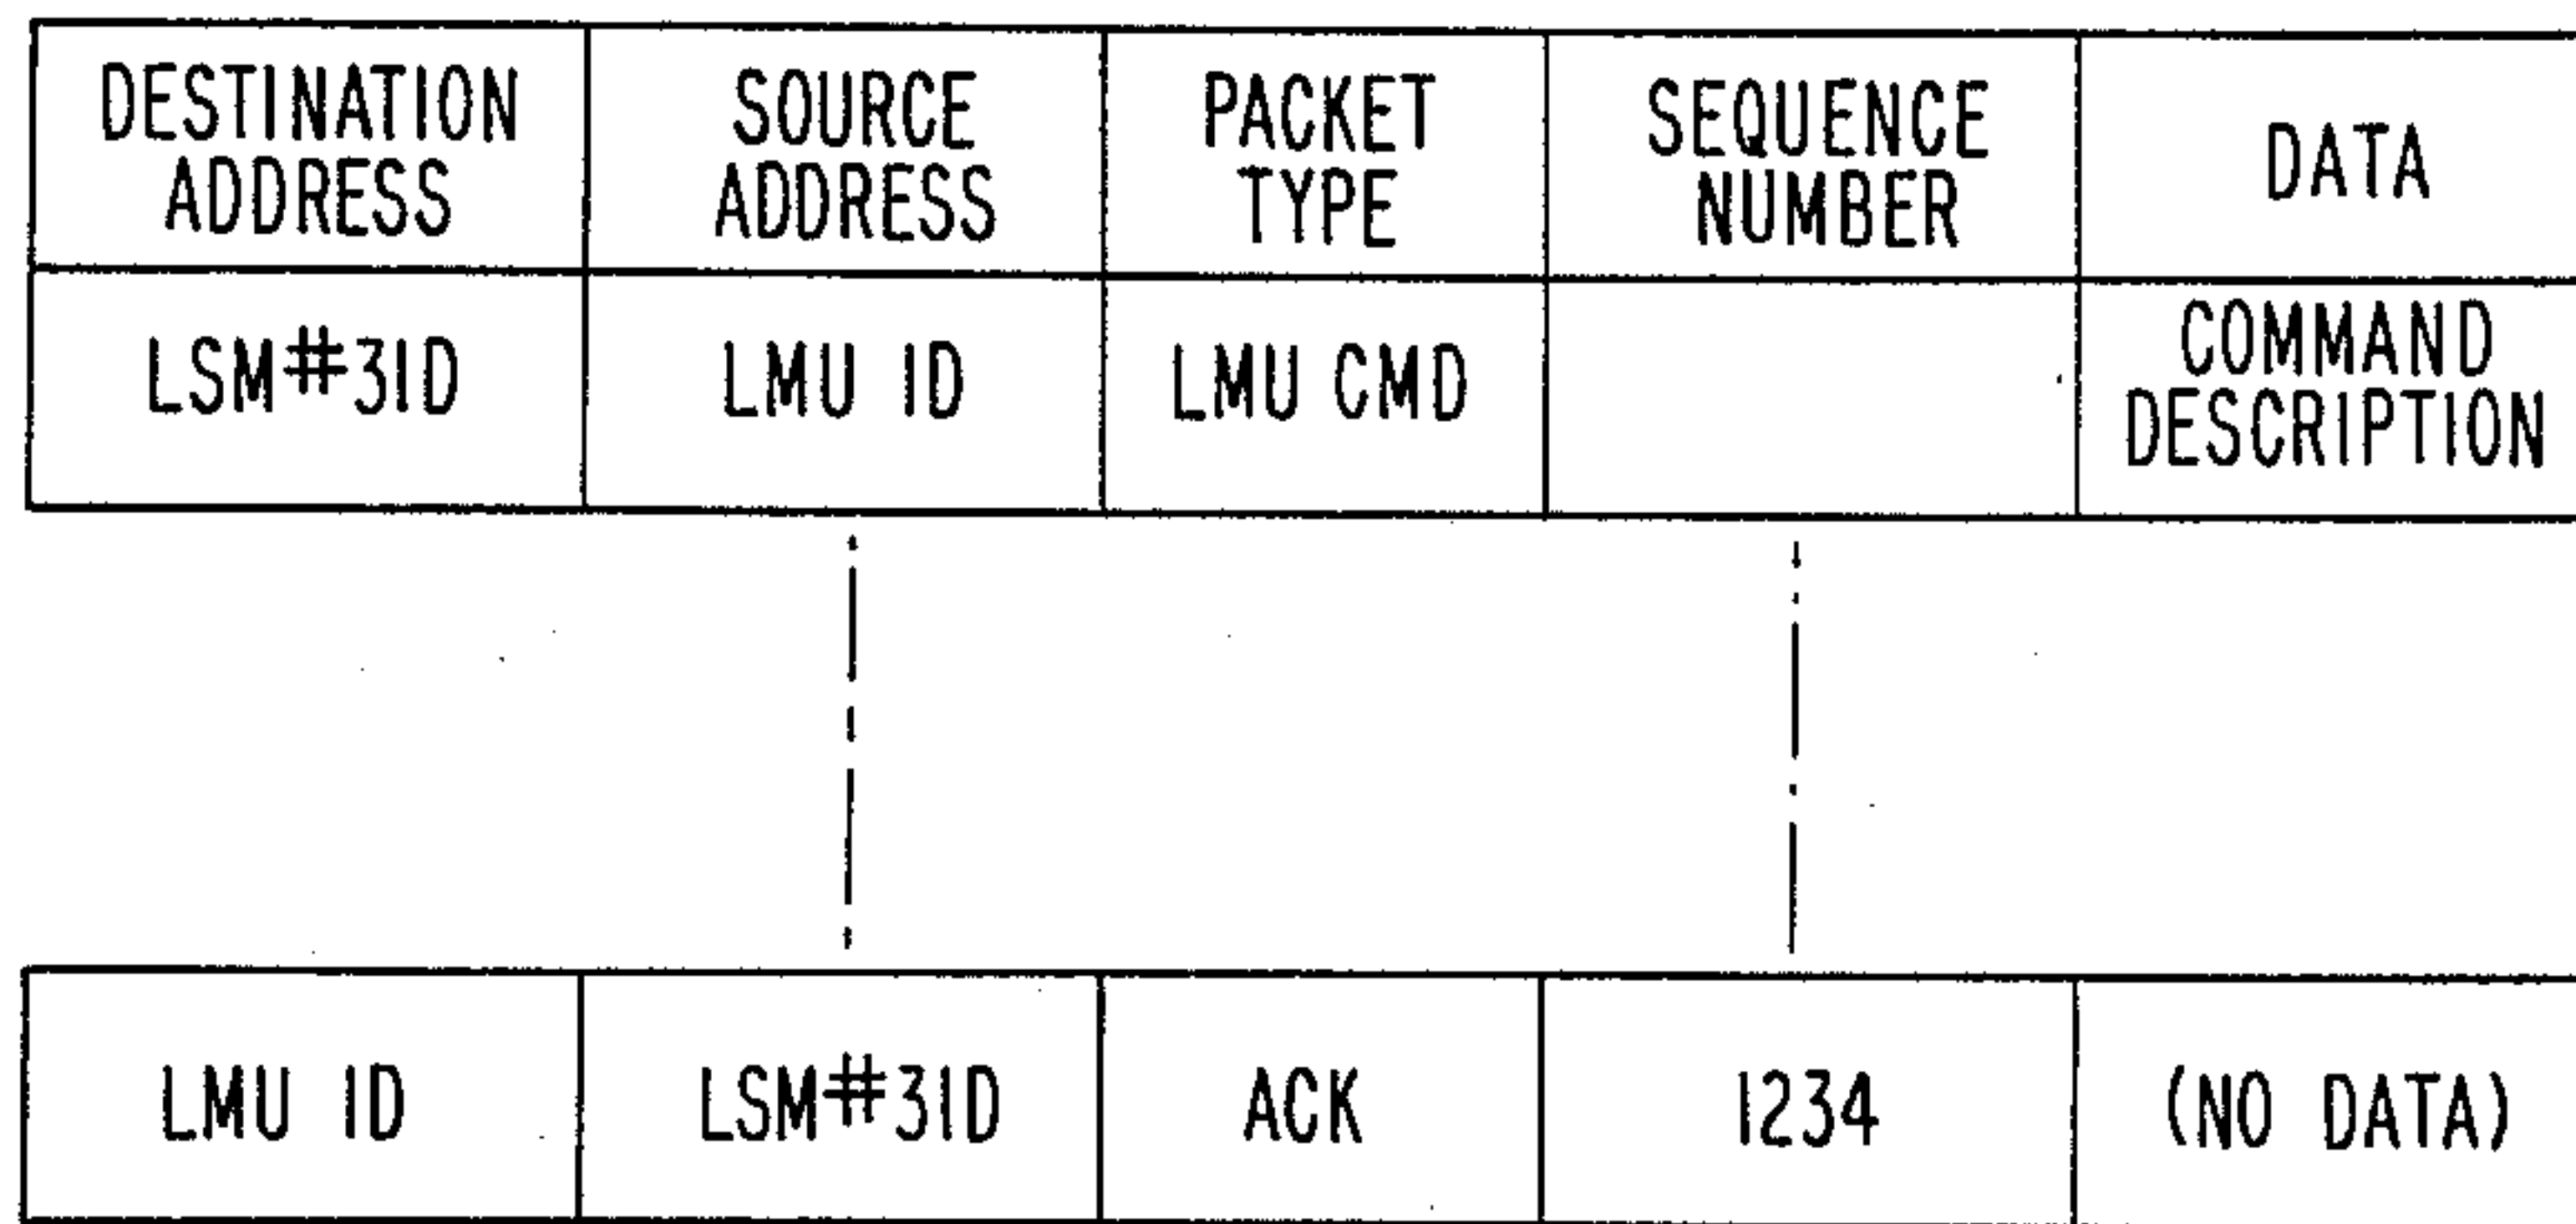 DESTINATION ADDRESS
SOURCE ADDRESS
PACKET TYPE
SEQUENCE NUMBER
DATA
LSM#3ID
LMU ID
LMU CMD
COMMAND DESCRIPTION
LMU ID
LSM#3ID
ACK
1234
(NO DATA)